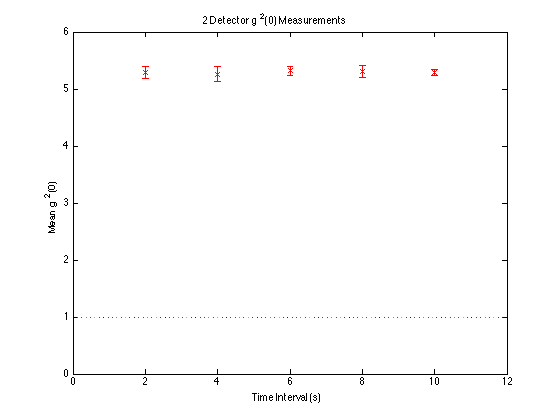 2 Detector g 2(0) Measurements
6
5
4
3
2
1
0
Mean g 2(0)
0 2 4 6 8 10 12
Time Interval (s)